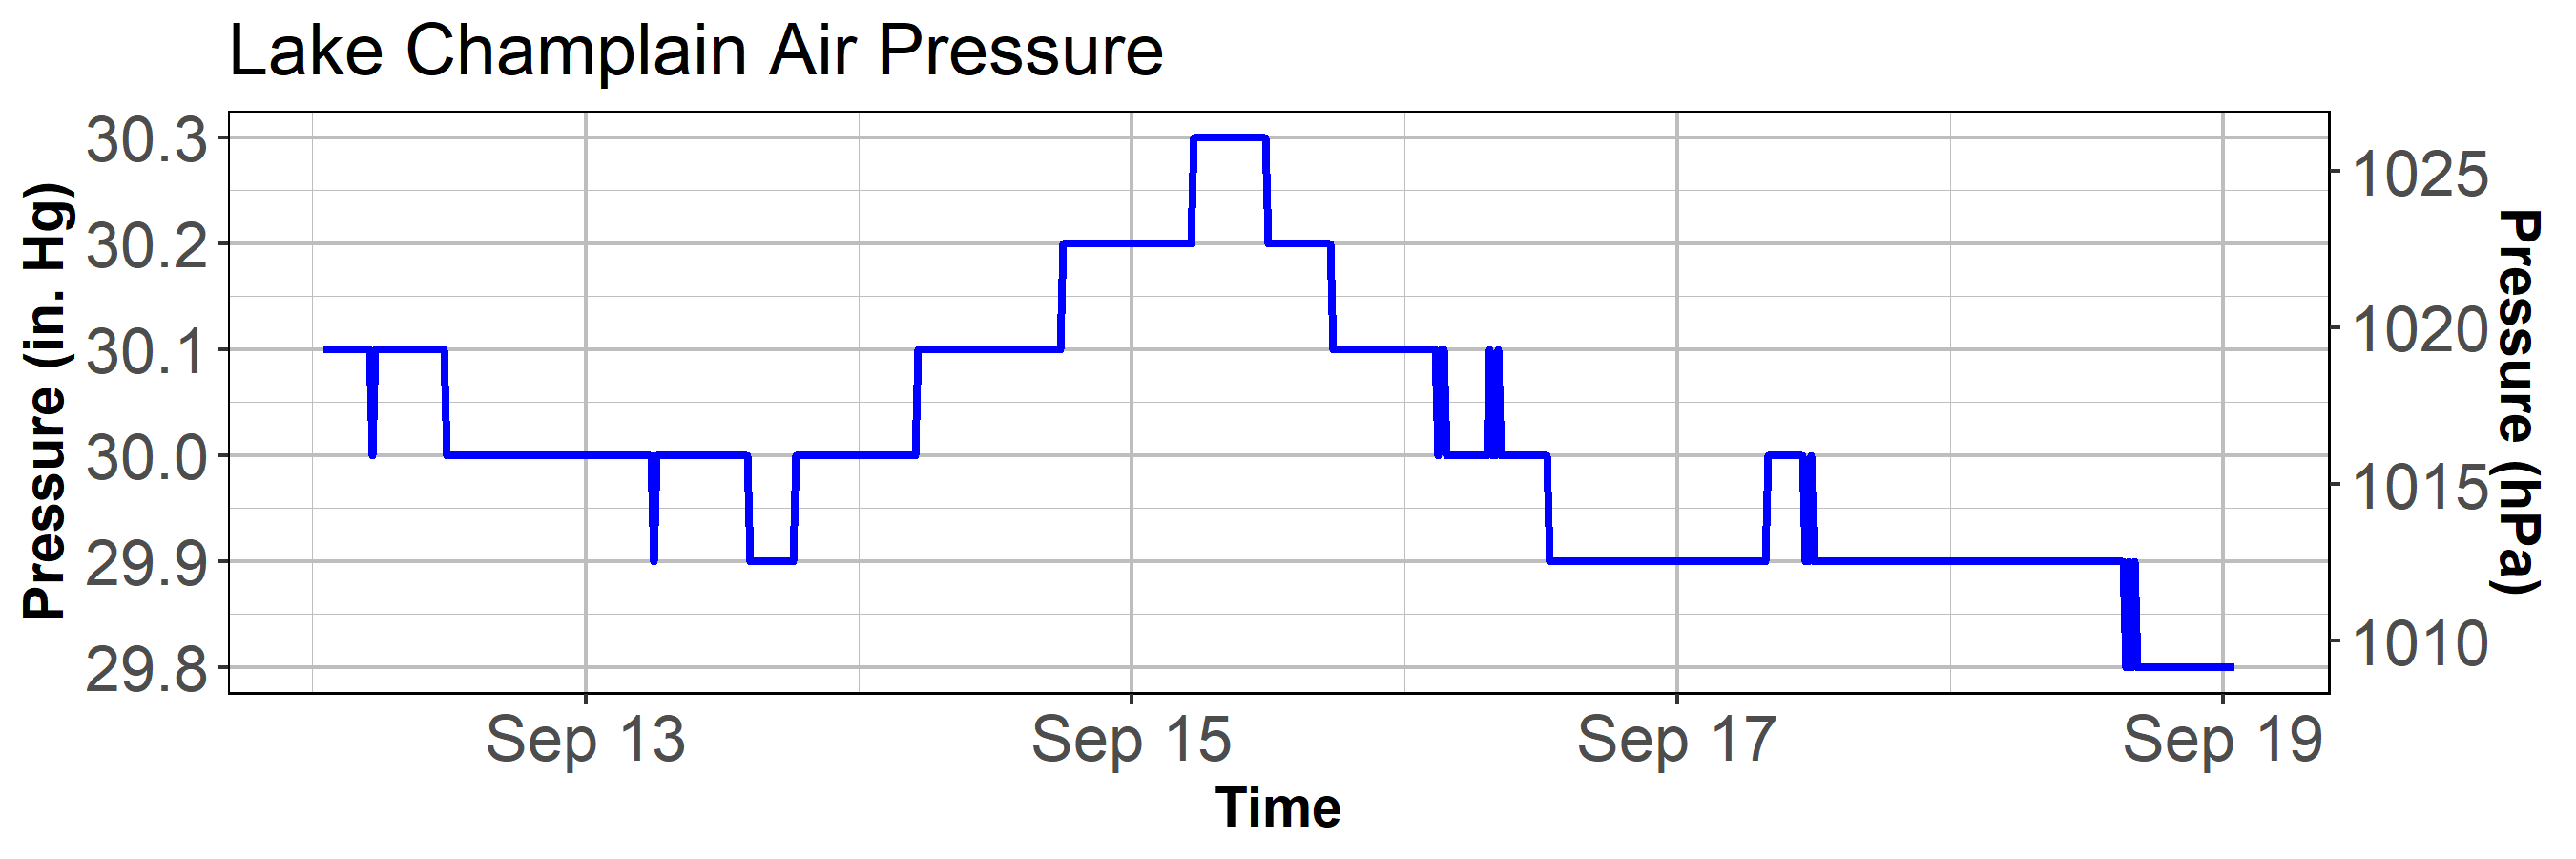 Lake Champlain Air Pressure
Pressure (in. Hg)
30.3
30.2
30.1
30.0
29.9
29.8
1025
1020
1015
1010
Pressure (hPa)
Sep 13
Sep 15
Sep 17
Sep 19
Time